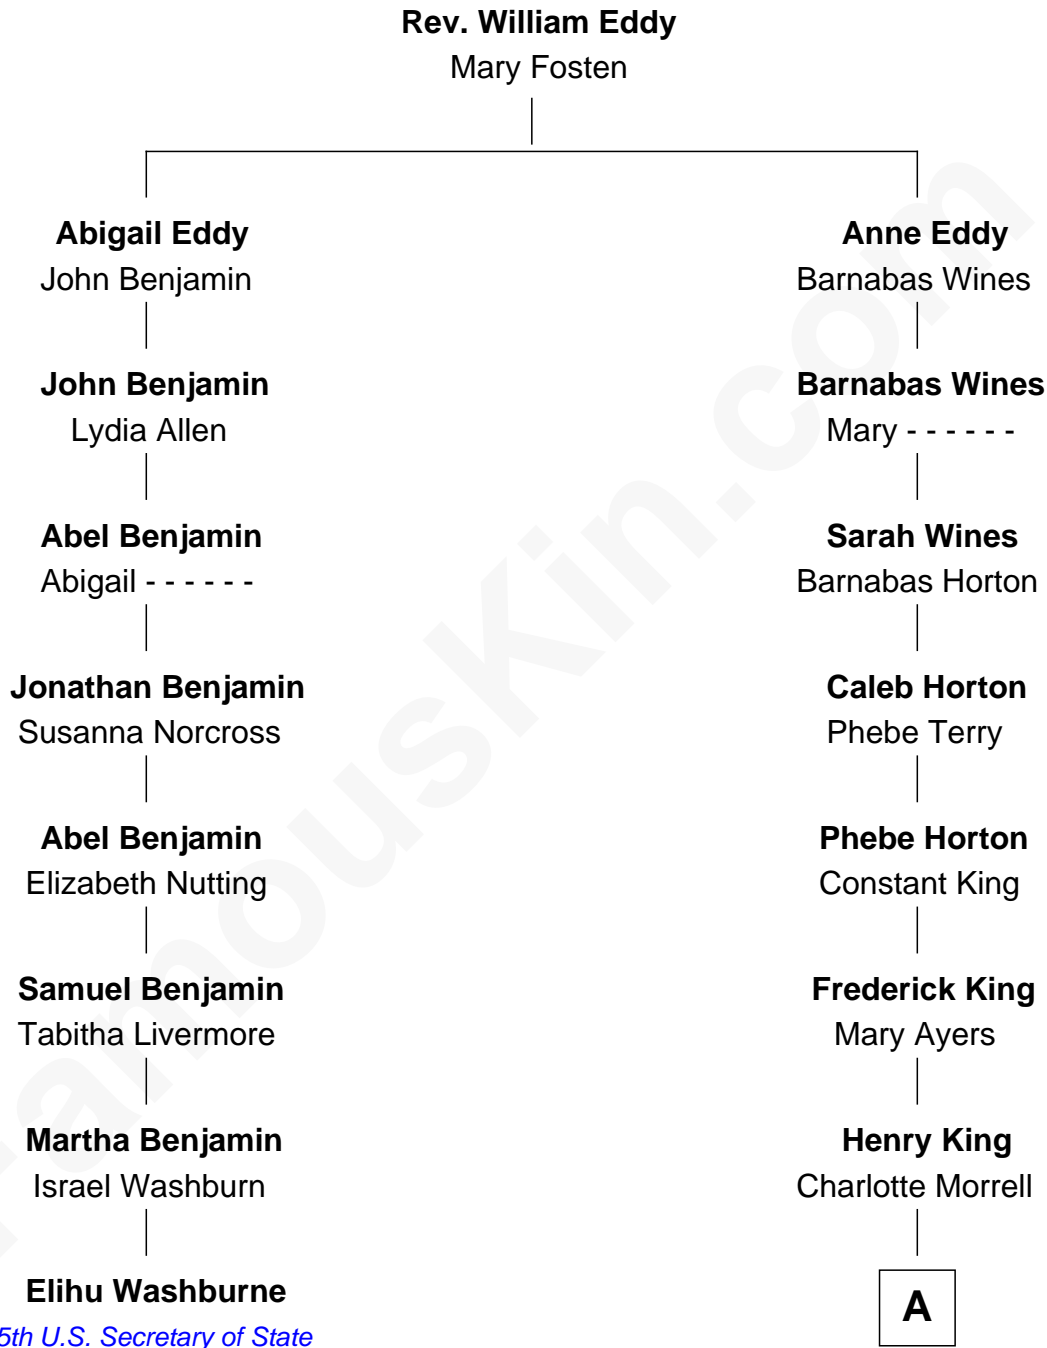 Rev. William Eddy
Mary Fosten
Abigail Eddy
John Benjamin
Anne Eddy
Barnabas Wines
John Benjamin
Lydia Allen
Barnabas Wines
Mary - - - - - -
Abel Benjamin
Abigail - - - - - -
Sarah Wines
Barnabas Horton
Jonathan Benjamin
Susanna Norcross
Caleb Horton
Phebe Terry
Abel Benjamin
Elizabeth Nutting
Phebe Horton
Constant King
Samuel Benjamin
Tabitha Livermore
Frederick King
Mary Ayers
Martha Benjamin
Israel Washburn
Henry King
Charlotte Morrell
Elihu Washburne
5th U.S. Secretary of State
A
FamousKin.com